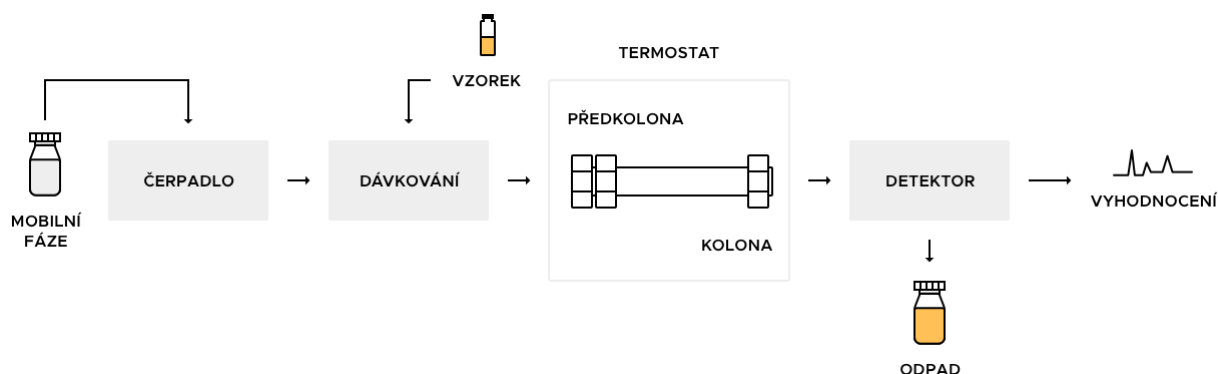 MOBILNÍ
FÁZE
ČERPADLO
DÁVKOVÁNÍ
VZOREK
TERMOSTAT
PŘEDKOLONA
KOLONA
DETEKTOR
ODPAD
VYHODNOCENÍ